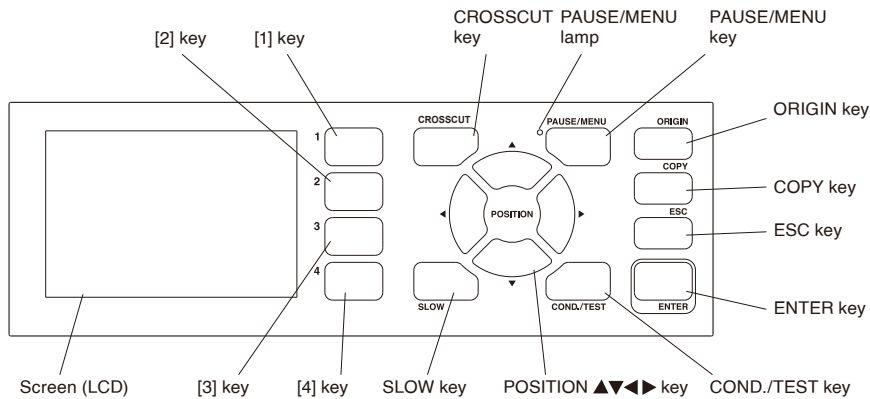 CROSSCUT key
PAUSE/MENU lamp
PAUSE/MENU key
[2] key
[1] key
ORIGIN key
COPY key
ESC key
ENTER key
1
2
3
4
CROSSCUT
PAUSE/MENU
ORIGIN
COPY
ESC
▲
◀
POSITION
▶
▼
SLOW
COND./TEST
ENTER
Screen (LCD)
[3] key
[4] key
SLOW key
POSITION ▲▼◀▶ key
COND./TEST key